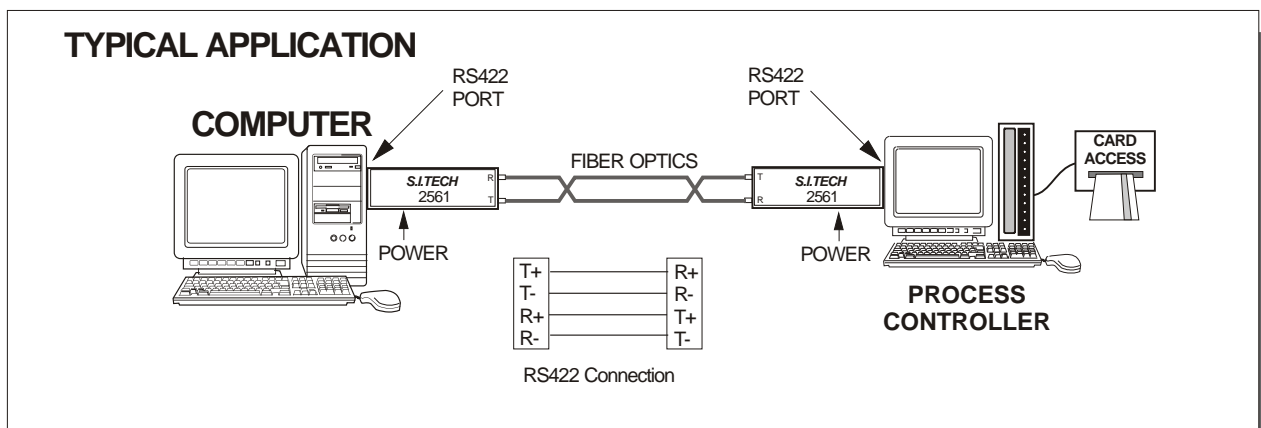 TYPICAL APPLICATION
RS422
PORT
RS422
PORT
COMPUTER
FIBER OPTICS
CARD
ACCESS
S.I.TECH
2561
R
T
S.I.TECH
2561
T
R
POWER
POWER
T+
T-
R+
R-
R+
R-
T+
T-
RS422 Connection
PROCESS
CONTROLLER